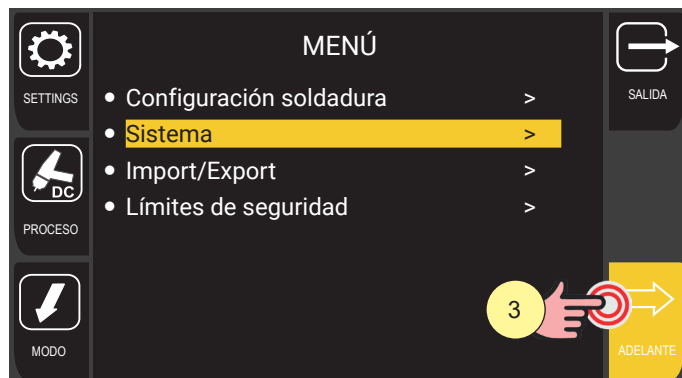 MENÚ
SETTINGS
SALIDA
• Configuración soldadura >
• Sistema >
• Import/Export >
• Límites de seguridad >
DC
PROCESO
3
MODO
ADELANTE